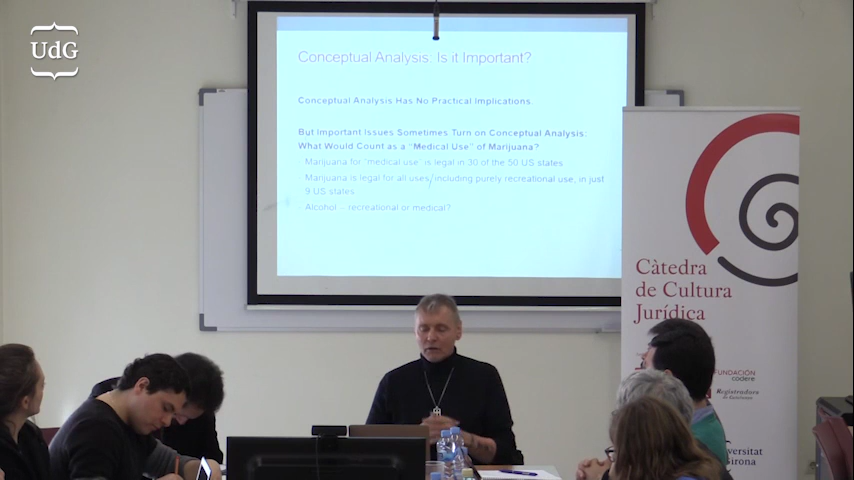 UdG
Conceptual Analysis: Is it Important?
Conceptual Analysis Has No Practical Implications.
But Important Issues Sometimes Turn on Conceptual Analysis:
What Would Count as a “Medical Use” of Marijuana?
Marijuana for “medical use” is legal in 30 of the 50 US states
Marijuana is legal for all uses, including purely recreational use, in just
9 US states
Alcohol – recreational or medical?
Càtedra
de Cultura
Jurídica
FUNDACIÓN
codere
Registradores